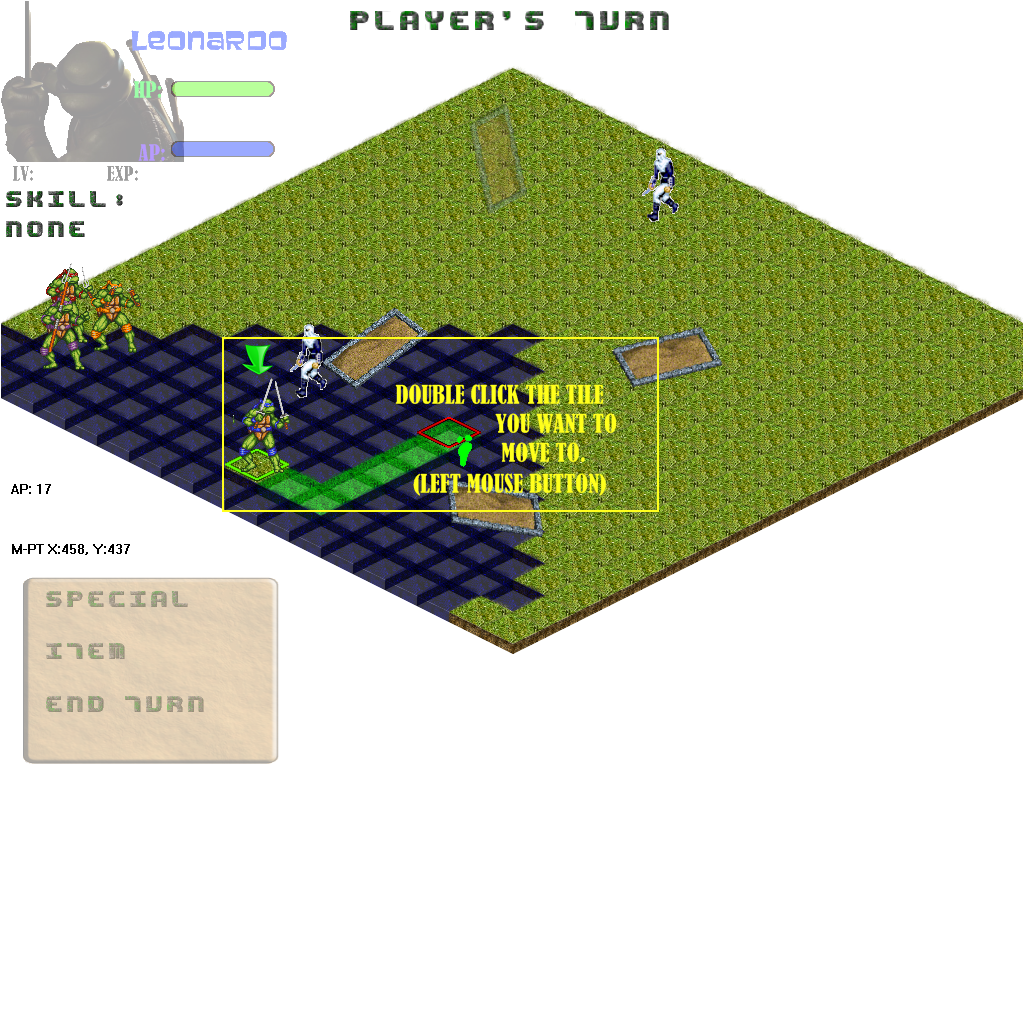 PLAYER'S TURN
LEONARDO
HP:
AP:
LV: EXP:
SKILL:
NONE
DOUBLE CLICK THE TILE
YOU WANT TO
MOVE TO.
(LEFT MOUSE BUTTON)
AP: 17
M-PT X:458, Y:437
SPECIAL
ITEM
END TURN